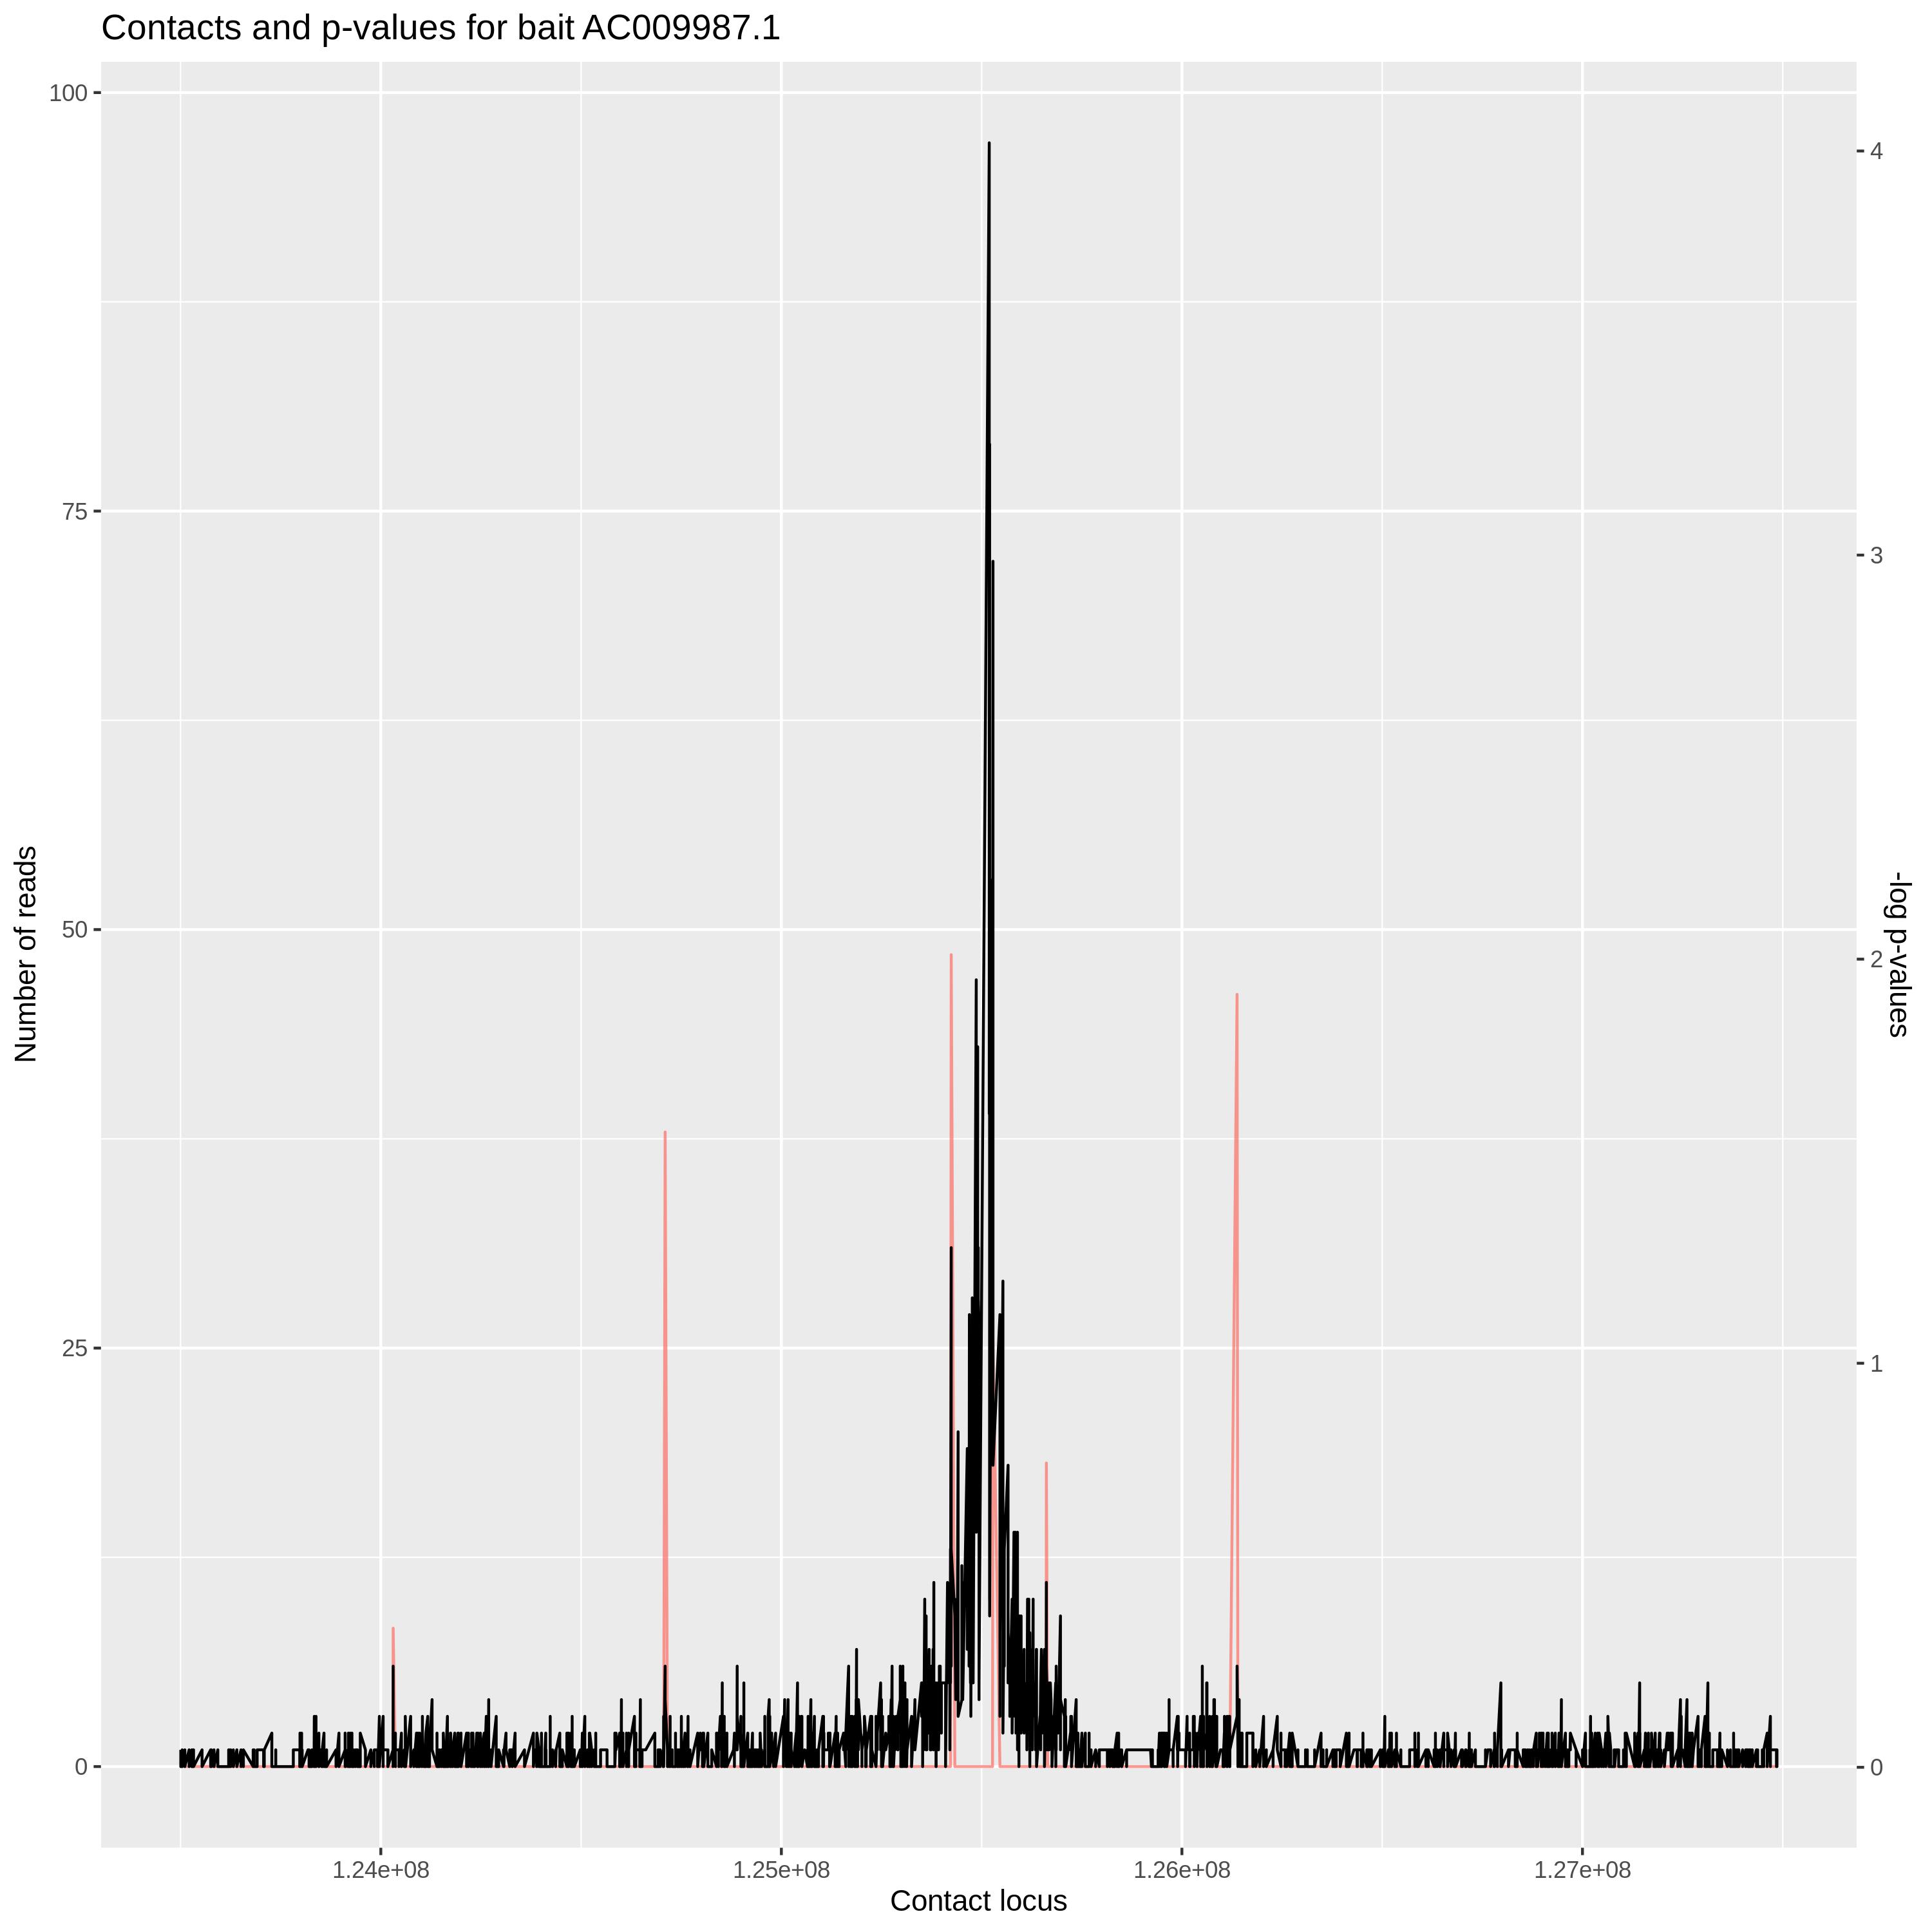 Contacts and p-values for bait AC009987.1
100
75
50
25
0
Number of reads
4
3
2
1
0
-log p-values
1.24e+08
1.25e+08
1.26e+08
1.27e+08
Contact locus